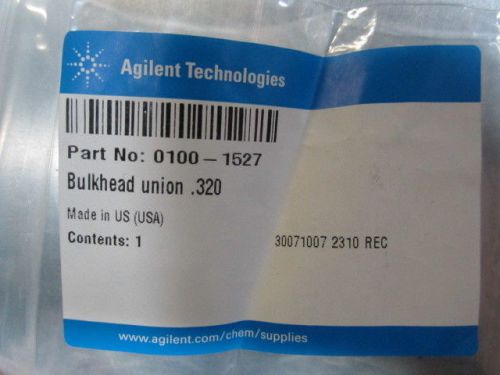 Agilent Technologies
Part No: 0100-1527
Bulkhead union .320
Made in US (USA)
Contents: 1
30071007 2310 REC
www.agilent.com/chem/supplies